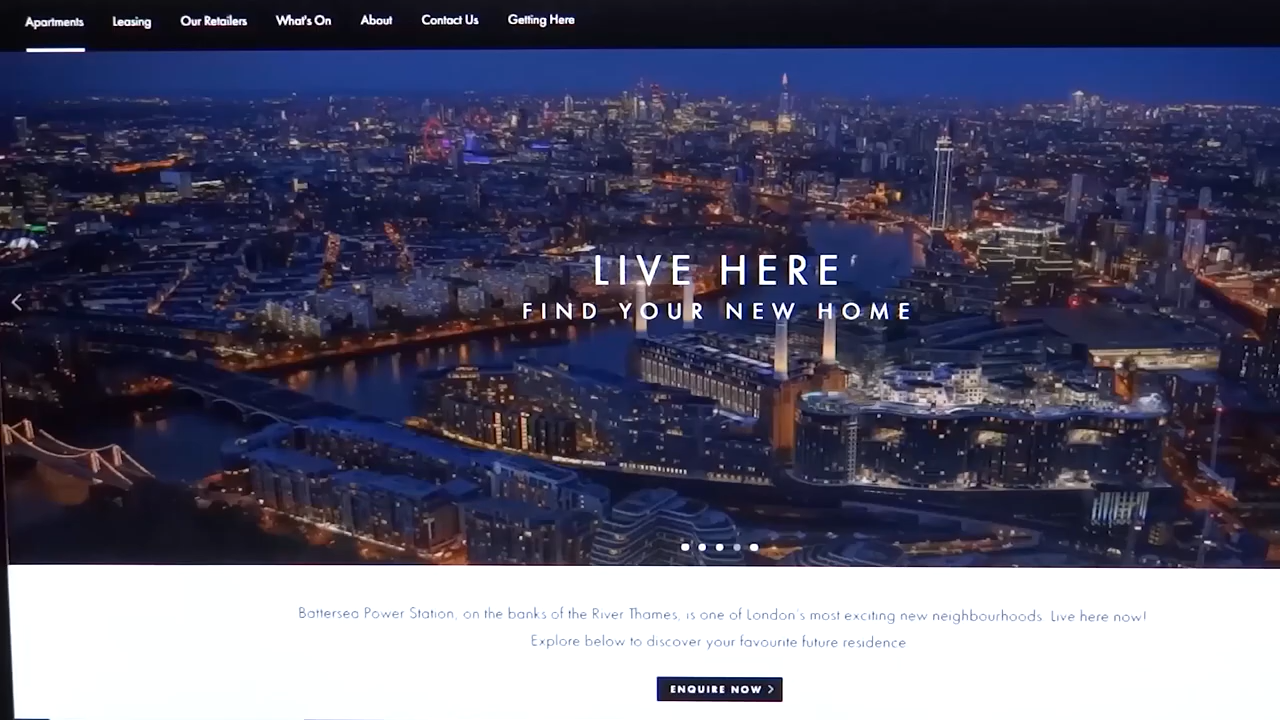 Apartments Leasing Our Retailers What's On About Contact Us Getting Here
LIVE HERE
FIND YOUR NEW HOME
Battersea Power Station, on the banks of the River Thames, is one of London's most exciting new neighbourhoods. Live here now!
Explore below to discover your favourite future residence
ENQUIRE NOW >